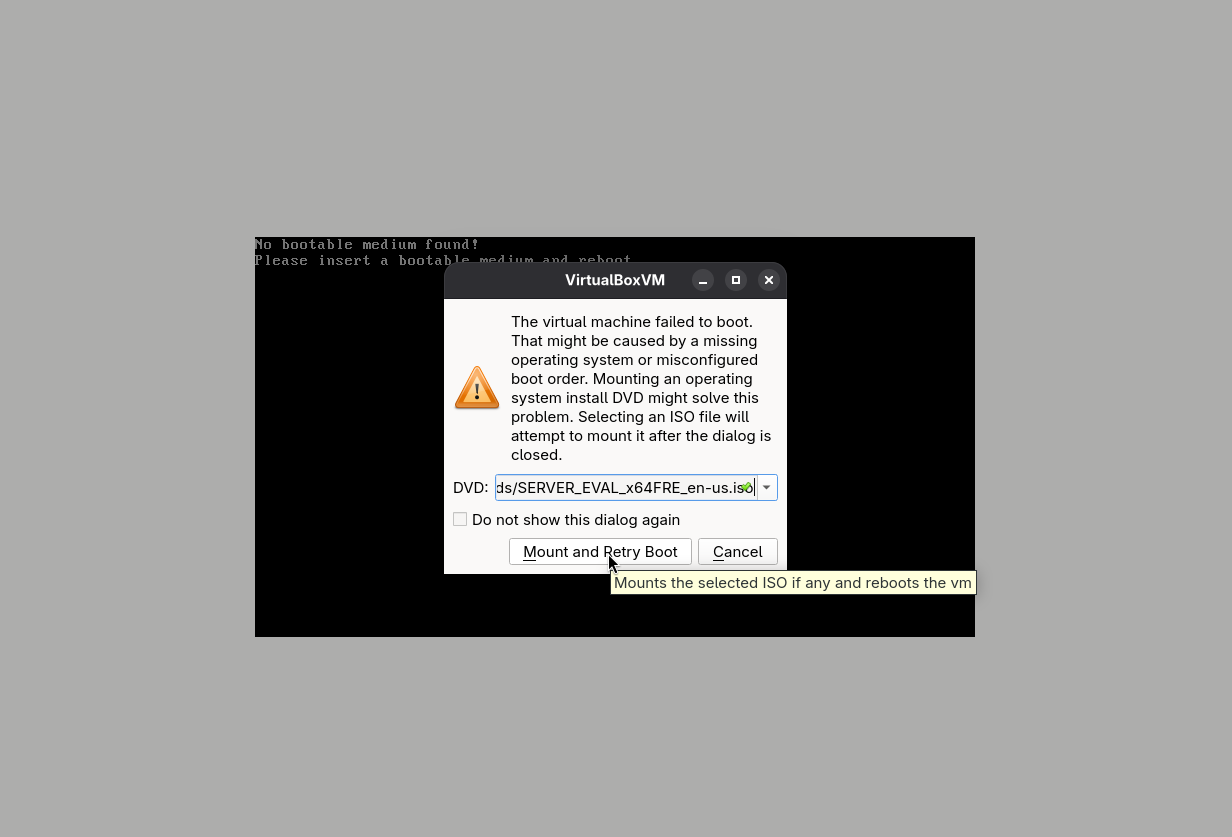 No bootable medium found!
Please insert a bootable medium and reboot
VirtualBoxVM
The virtual machine failed to boot.
That might be caused by a missing
operating system or misconfigured
boot order. Mounting an operating
system install DVD might solve this
problem. Selecting an ISO file will
attempt to mount it after the dialog is
closed.
DVD: ds/SERVER_EVAL_x64FRE_en-us.iso
Do not show this dialog again
Mount and Retry Boot Cancel
Mounts the selected ISO if any and reboots the vm